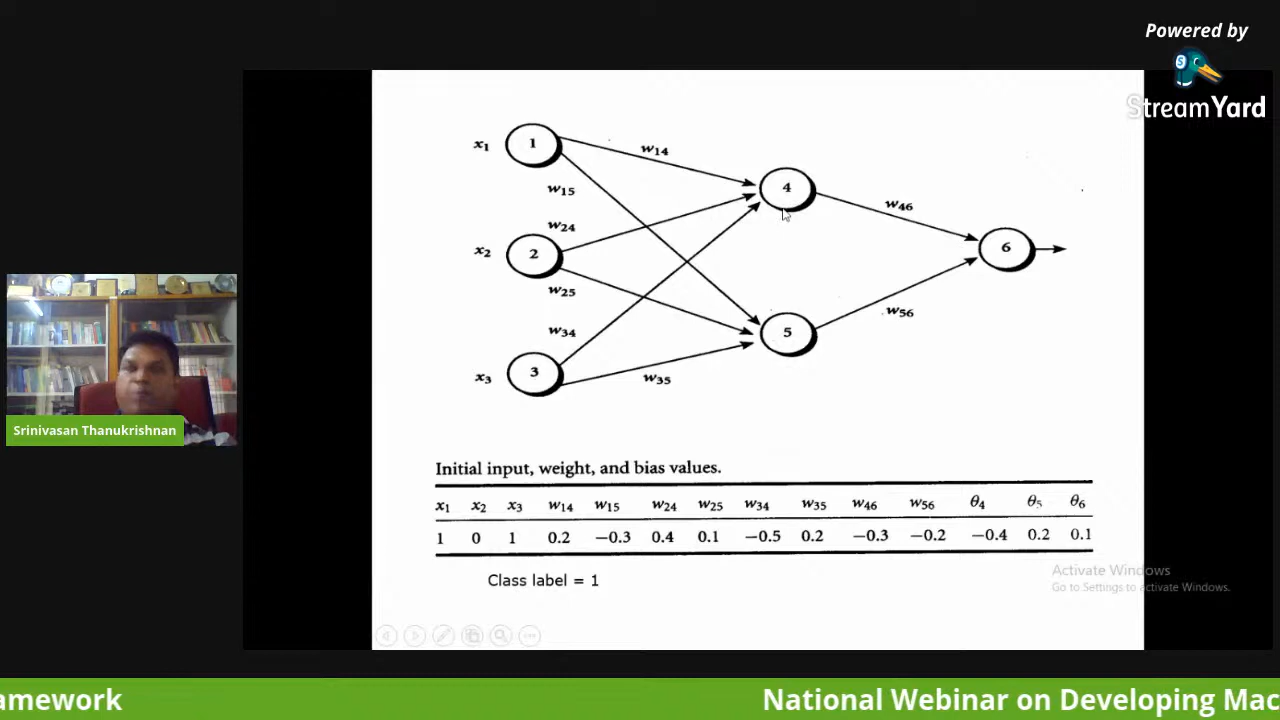 Powered by
StreamYard
x₁
1
w₁₄
w₁₅
4
w₄₆
w₂₄
x₂
2
6
w₂₅
w₃₄
5
w₅₆
x₃
3
w₃₅
Srinivasan Thanukrishnan
Initial input, weight, and bias values.
x₁ x₂ x₃ w₁₄ w₁₅ w₂₄ w₂₅ w₃₄ w₃₅ w₄₆ w₅₆ θ₄ θ₅ θ₆
1 0 1 0.2 −0.3 0.4 0.1 −0.5 0.2 −0.3 −0.2 −0.4 0.2 0.1
Class label = 1
Activate Windows
Go to Settings to activate Windows.
amework
National Webinar on Developing Mac